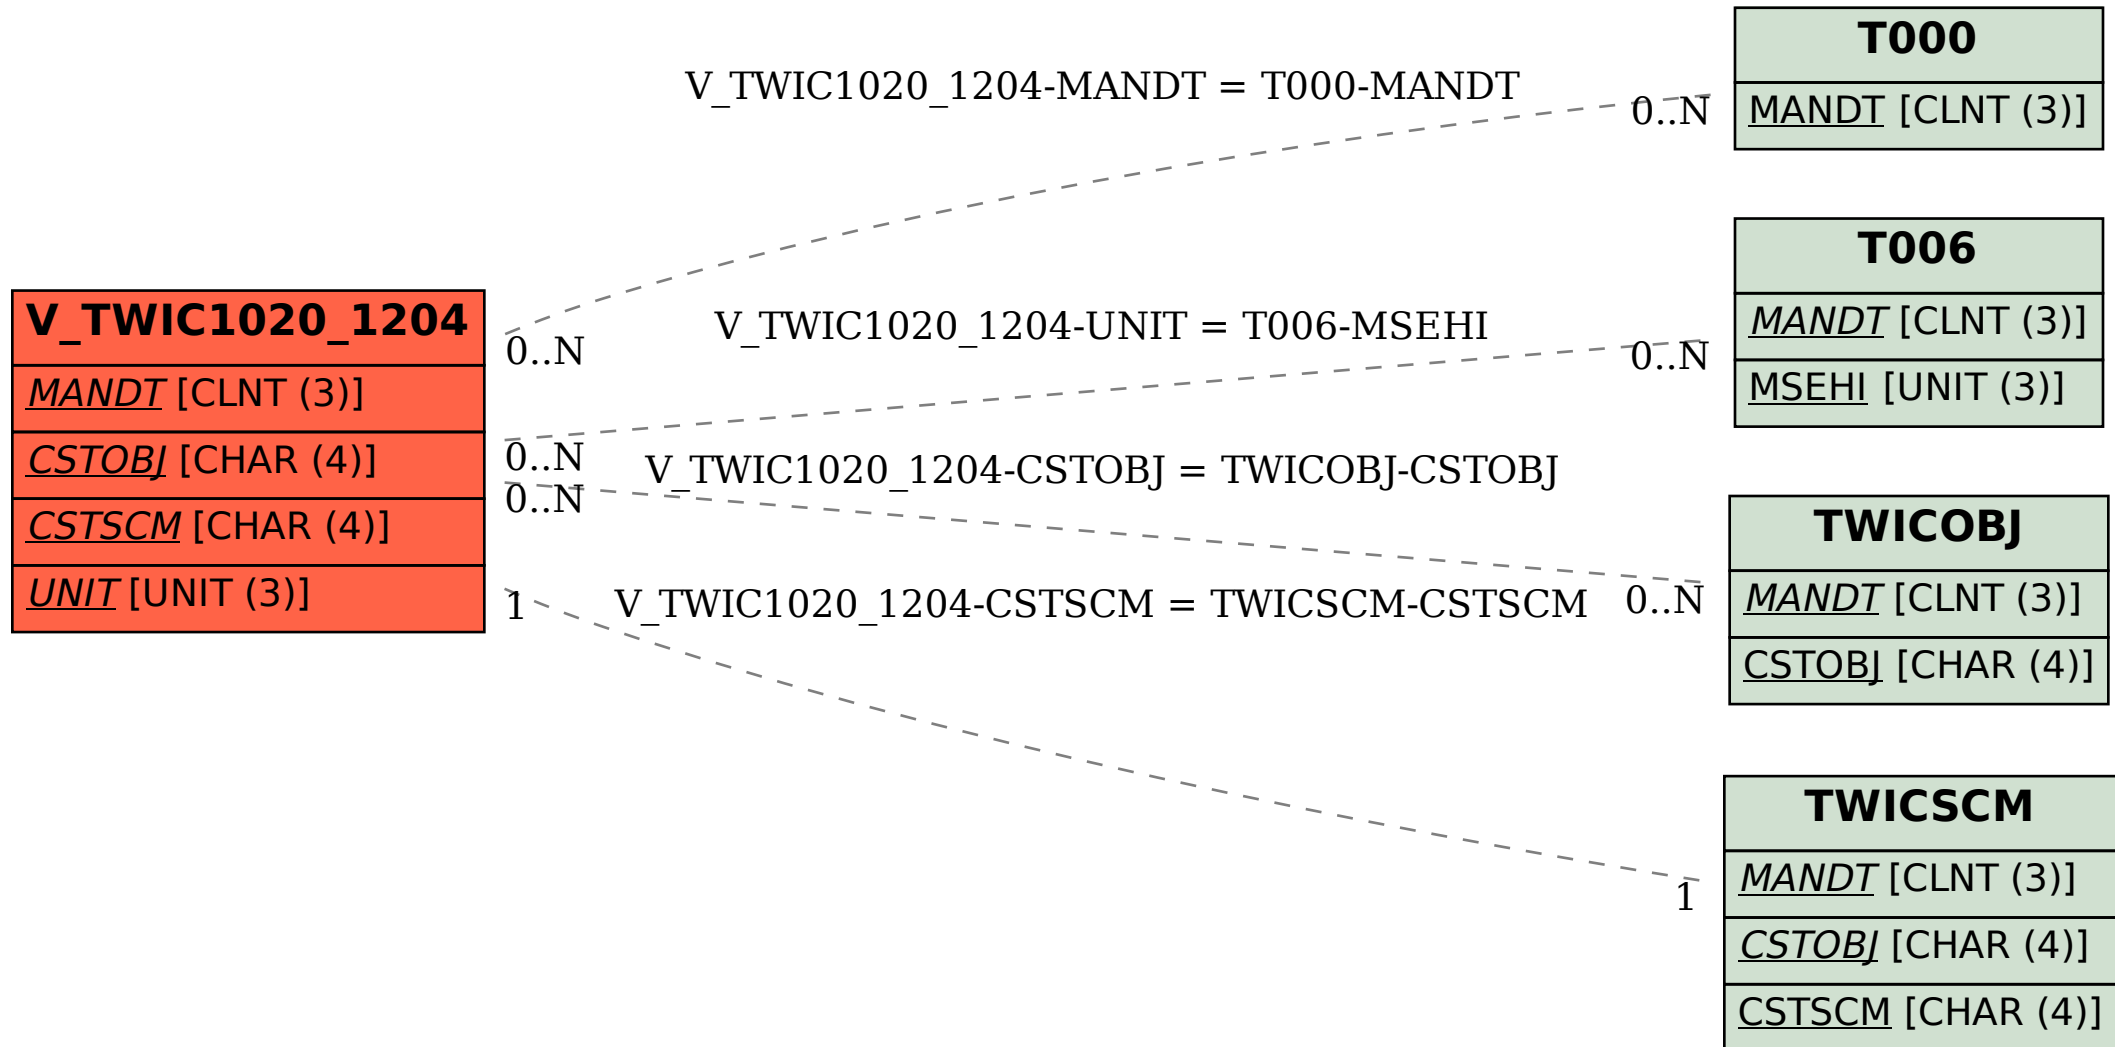 V_TWIC1020_1204
MANDT [CLNT (3)]
CSTOBJ [CHAR (4)]
CSTSCM [CHAR (4)]
UNIT [UNIT (3)]
V_TWIC1020_1204-MANDT = T000-MANDT
0..N
0..N
V_TWIC1020_1204-UNIT = T006-MSEHI
0..N
0..N
V_TWIC1020_1204-CSTOBJ = TWICOBJ-CSTOBJ
0..N
0..N
V_TWIC1020_1204-CSTSCM = TWICSCM-CSTSCM
1
1
T000
MANDT [CLNT (3)]
T006
MANDT [CLNT (3)]
MSEHI [UNIT (3)]
TWICOBJ
MANDT [CLNT (3)]
CSTOBJ [CHAR (4)]
TWICSCM
MANDT [CLNT (3)]
CSTOBJ [CHAR (4)]
CSTSCM [CHAR (4)]